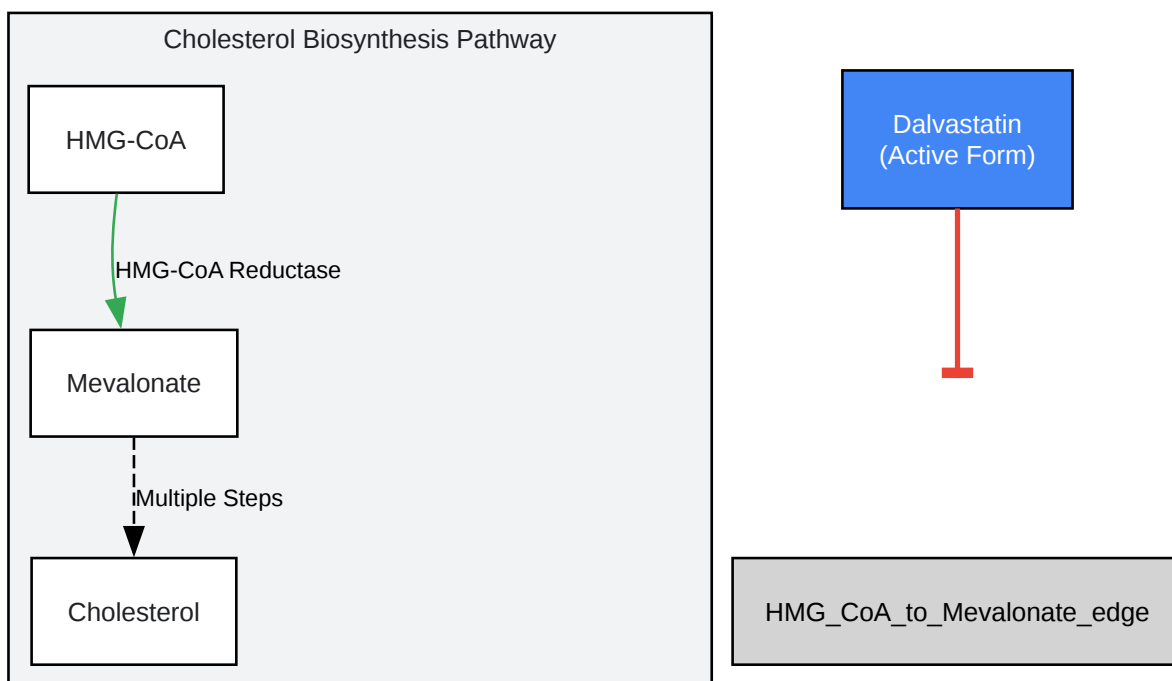 Cholesterol Biosynthesis Pathway
HMG-CoA
Dalvastatin
(Active Form)
HMG-CoA Reductase
Mevalonate
Multiple Steps
Cholesterol
HMG_CoA_to_Mevalonate_edge